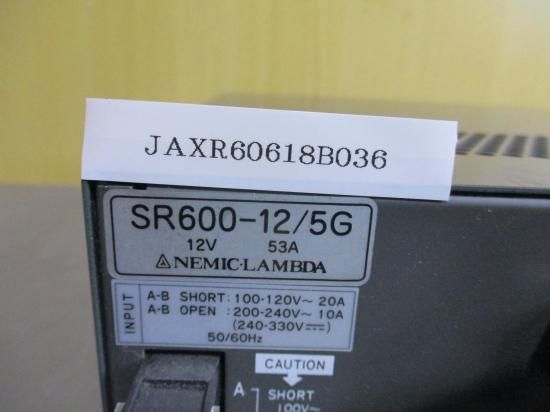 JAXR60618B036
SR600-12/5G
12V 53A
NEMIC-LAMBDA
INPUT
A-B SHORT:100-120V~ 20A
A-B OPEN :200-240V~ 10A
(240-330V⎓)
50/60Hz
CAUTION
A
SHORT
100V~